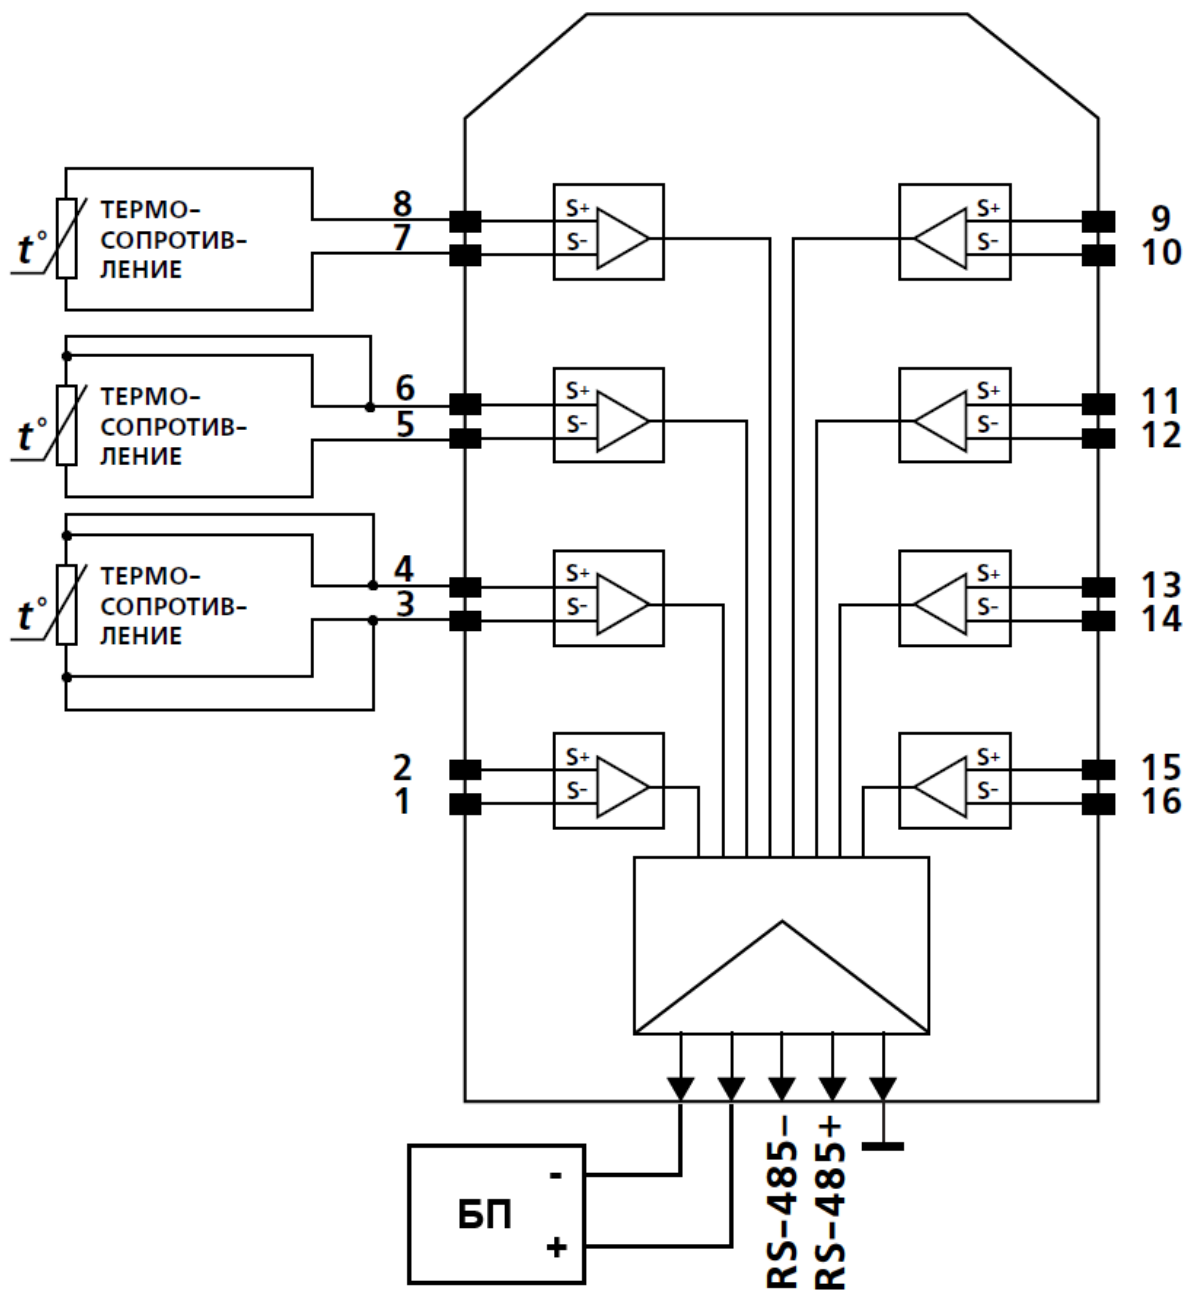 8
7
t°
ТЕРМО-
СОПРОТИВ-
ЛЕНИЕ
S+
S-
S+
S-
9
10
6
5
t°
ТЕРМО-
СОПРОТИВ-
ЛЕНИЕ
S+
S-
S+
S-
11
12
4
3
t°
ТЕРМО-
СОПРОТИВ-
ЛЕНИЕ
S+
S-
S+
S-
13
14
2
1
S+
S-
S+
S-
15
16
БП
-
+
RS-485-
RS-485+